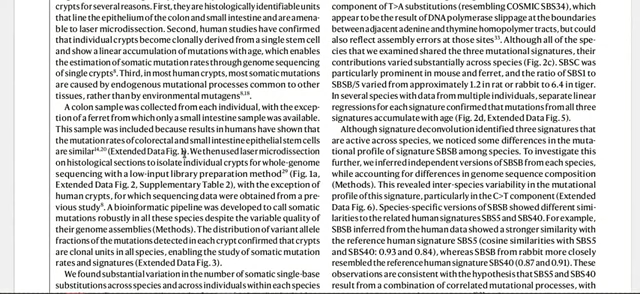 crypts for several reasons. First, they are histologically identifiable units
that line the epithelium of the colon and small intestine and are amena-
ble to laser microdissection. Second, human studies have confirmed
that individual crypts become clonally derived from a single stem cell
and show a linear accumulation of mutations with age, which enables
the estimation of somatic mutation rates through genome sequencing
of single crypts⁸. Third, in most human crypts, most somatic mutations
are caused by endogenous mutational processes common to other
tissues, rather than by environmental mutagens⁸,¹⁸.
A colon sample was collected from each individual, with the excep-
tion of a ferret from which only a small intestine sample was available.
This sample was included because results in humans have shown that
the mutation rates of colorectal and small intestine epithelial stem cells
are similar¹⁴,²⁰ (Extended Data Fig. 1). We then used laser microdissection
on histological sections to isolate individual crypts for whole-genome
sequencing with a low-input library preparation method²⁹ (Fig. 1a,
Extended Data Fig. 2, Supplementary Table 2), with the exception of
human crypts, for which sequencing data were obtained from a pre-
vious study⁸. A bioinformatic pipeline was developed to call somatic
mutations robustly in all these species despite the variable quality of
their genome assemblies (Methods). The distribution of variant allele
fractions of the mutations detected in each crypt confirmed that crypts
are clonal units in all species, enabling the study of somatic mutation
rates and signatures (Extended Data Fig. 3).
We found substantial variation in the number of somatic single-base
substitutions across species and across individuals within each species
component of T>A substitutions (resembling COSMIC SBS34), which
appear to be the result of DNA polymerase slippage at the boundaries
between adjacent adenine and thymine homopolymer tracts, but could
also reflect assembly errors at those sites³³. Although all of the spe-
cies that we examined shared the three mutational signatures, their
contributions varied substantially across species (Fig. 2c). SBSC was
particularly prominent in mouse and ferret, and the ratio of SBS1 to
SBSB/5 varied from approximately 1.2 in rat or rabbit to 6.4 in tiger.
In several species with data from multiple individuals, separate linear
regressions for each signature confirmed that mutations from all three
signatures accumulate with age (Fig. 2d, Extended Data Fig. 5).
Although signature deconvolution identified three signatures that
are active across species, we noticed some differences in the muta-
tional profile of signature SBSB among species. To investigate this
further, we inferred independent versions of SBSB from each species,
while accounting for differences in genome sequence composition
(Methods). This revealed inter-species variability in the mutational
profile of this signature, particularly in the C>T component (Extended
Data Fig. 6). Species-specific versions of SBSB showed different simi-
larities to the related human signatures SBS5 and SBS40. For example,
SBSB inferred from the human data showed a stronger similarity with
the reference human signature SBS5 (cosine similarities with SBS5
and SBS40: 0.93 and 0.84), whereas SBSB from rabbit more closely
resembled the reference human signature SBS40 (0.87 and 0.91). These
observations are consistent with the hypothesis that SBS5 and SBS40
result from a combination of correlated mutational processes, with